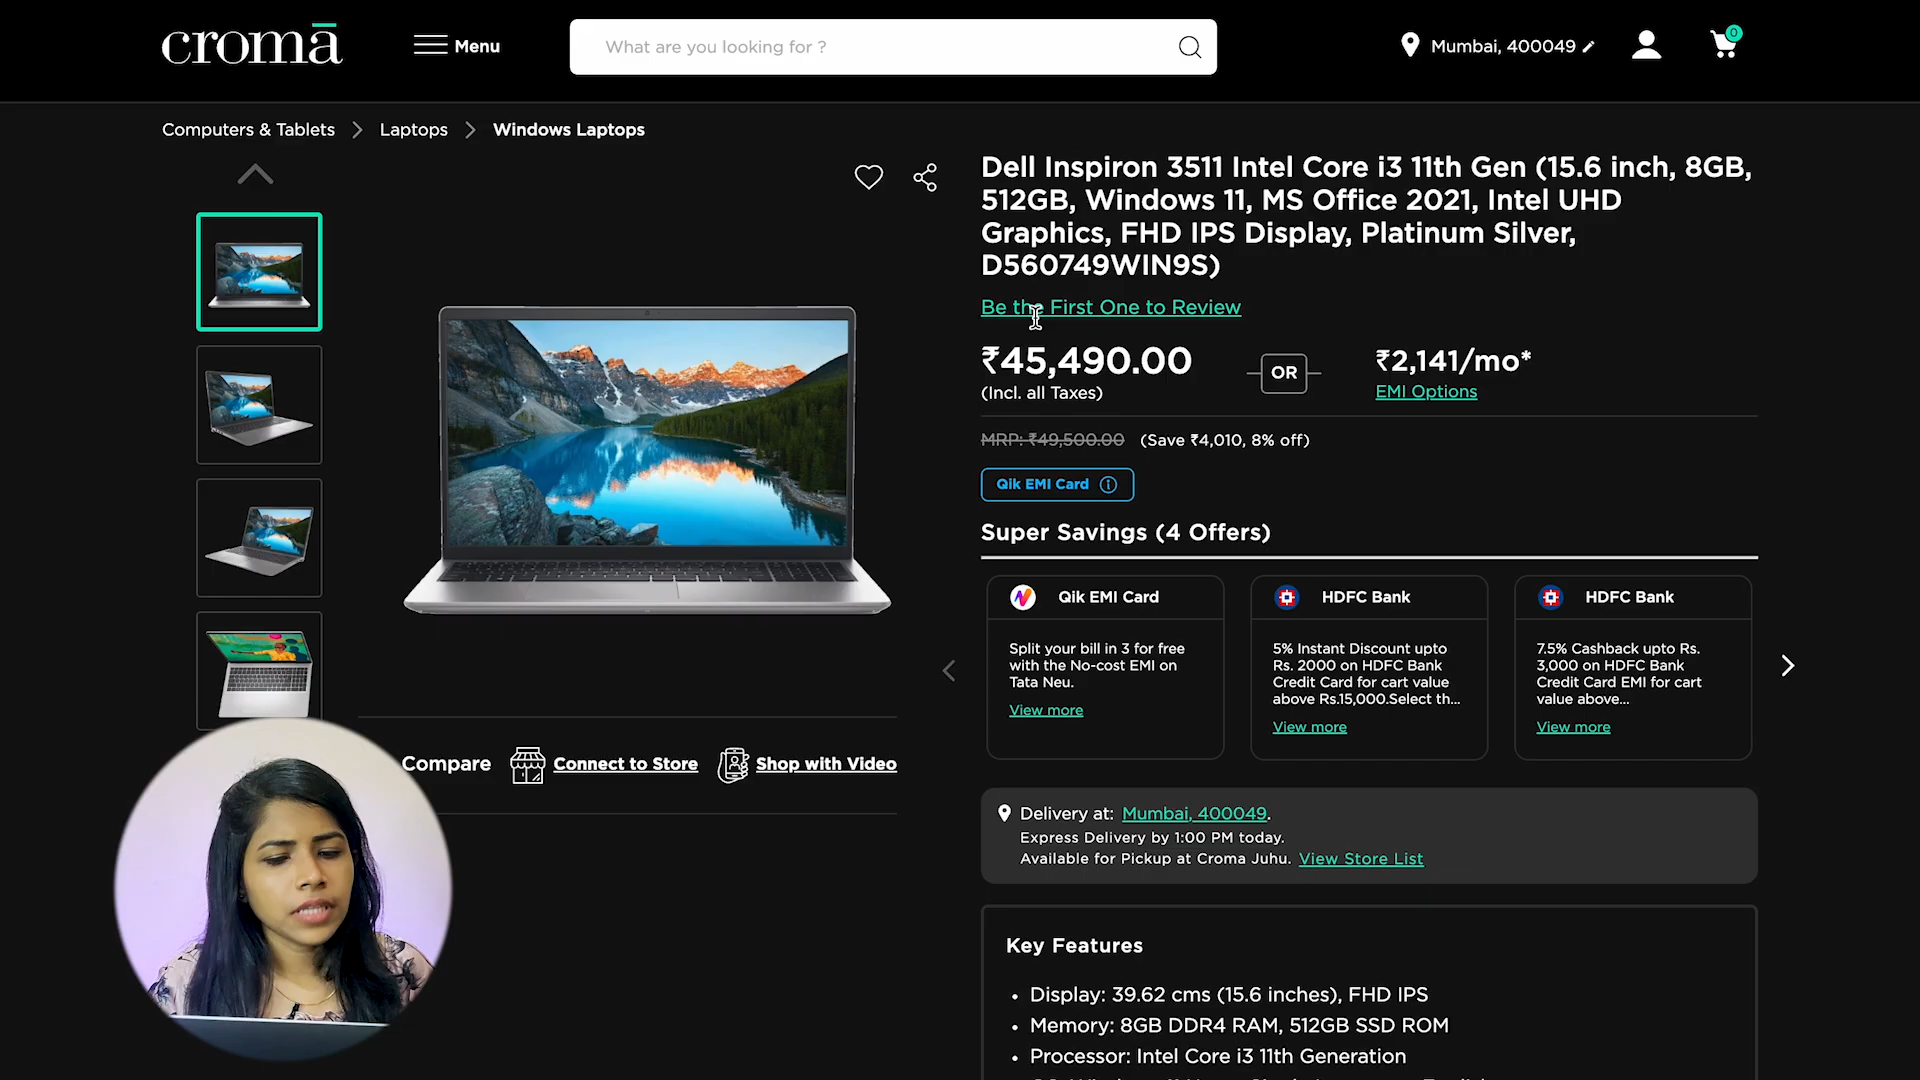 cromā
Menu
What are you looking for ?
Mumbai, 400049
0
Computers & Tablets
Laptops
Windows Laptops
Dell Inspiron 3511 Intel Core i3 11th Gen (15.6 inch, 8GB,
512GB, Windows 11, MS Office 2021, Intel UHD
Graphics, FHD IPS Display, Platinum Silver,
D560749WIN9S)
Be the First One to Review
₹45,490.00
(Incl. all Taxes)
OR
₹2,141/mo*
EMI Options
MRP: ₹49,500.00 (Save ₹4,010, 8% off)
Qik EMI Card
Super Savings (4 Offers)
Qik EMI Card
Split your bill in 3 for free
with the No-cost EMI on
Tata Neu.
View more
HDFC Bank
5% Instant Discount upto
Rs. 2000 on HDFC Bank
Credit Card for cart value
above Rs.15,000.Select th...
View more
HDFC Bank
7.5% Cashback upto Rs.
3,000 on HDFC Bank
Credit Card EMI for cart
value above...
View more
Compare
Connect to Store
Shop with Video
Delivery at: Mumbai, 400049.
Express Delivery by 1:00 PM today.
Available for Pickup at Croma Juhu. View Store List
Key Features
• Display: 39.62 cms (15.6 inches), FHD IPS
• Memory: 8GB DDR4 RAM, 512GB SSD ROM
• Processor: Intel Core i3 11th Generation